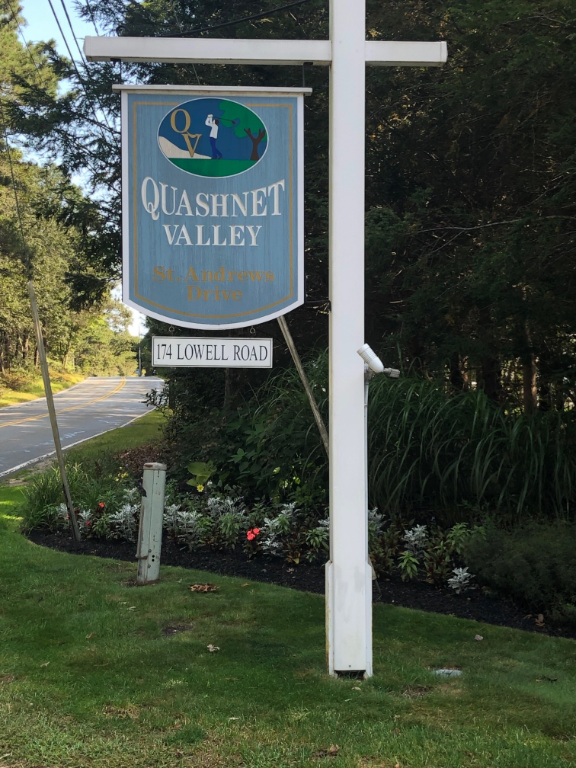 QV
QUASHNET
VALLEY
St. Andrews
Drive
174 LOWELL ROAD